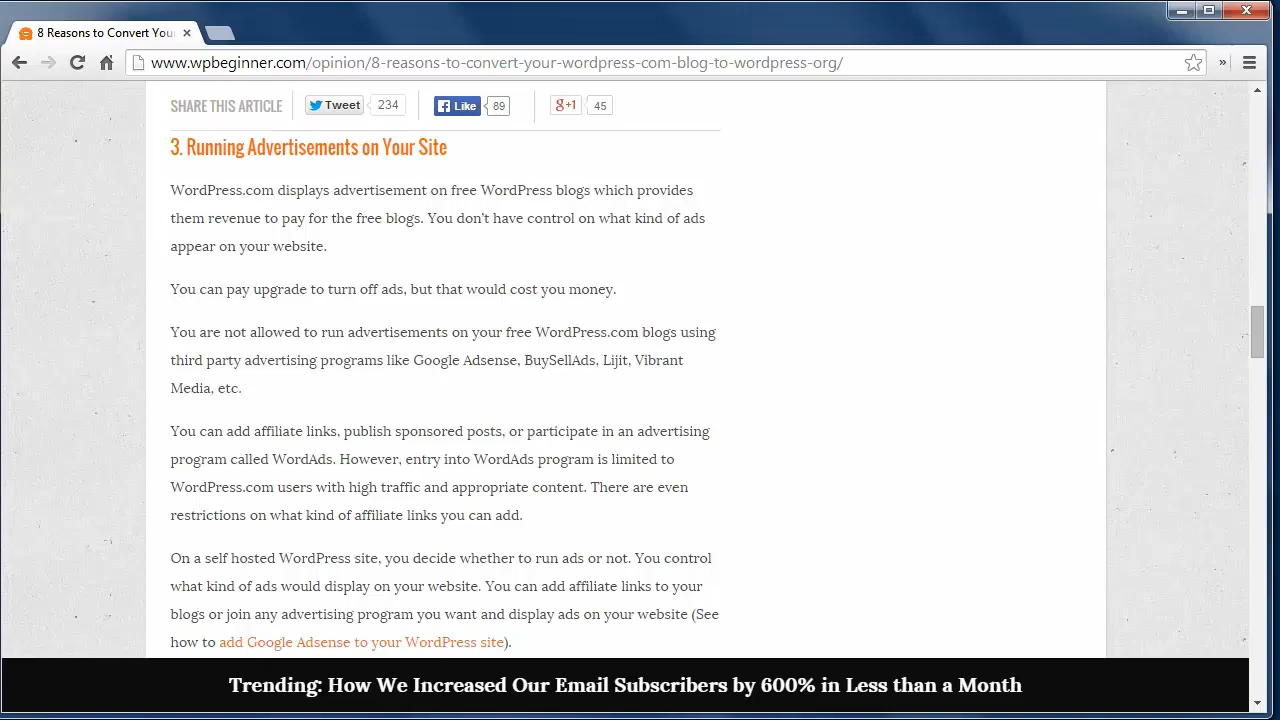 8 Reasons to Convert Your
www.wpbeginner.com/opinion/8-reasons-to-convert-your-wordpress-com-blog-to-wordpress-org/
SHARE THIS ARTICLE Tweet 234 Like 89 g+1 45
3. Running Advertisements on Your Site
WordPress.com displays advertisement on free WordPress blogs which provides
them revenue to pay for the free blogs. You don't have control on what kind of ads
appear on your website.
You can pay upgrade to turn off ads, but that would cost you money.
You are not allowed to run advertisements on your free WordPress.com blogs using
third party advertising programs like Google Adsense, BuySellAds, Lijit, Vibrant
Media, etc.
You can add affiliate links, publish sponsored posts, or participate in an advertising
program called WordAds. However, entry into WordAds program is limited to
WordPress.com users with high traffic and appropriate content. There are even
restrictions on what kind of affiliate links you can add.
On a self hosted WordPress site, you decide whether to run ads or not. You control
what kind of ads would display on your website. You can add affiliate links to your
blogs or join any advertising program you want and display ads on your website (See
how to add Google Adsense to your WordPress site).
Trending: How We Increased Our Email Subscribers by 600% in Less than a Month